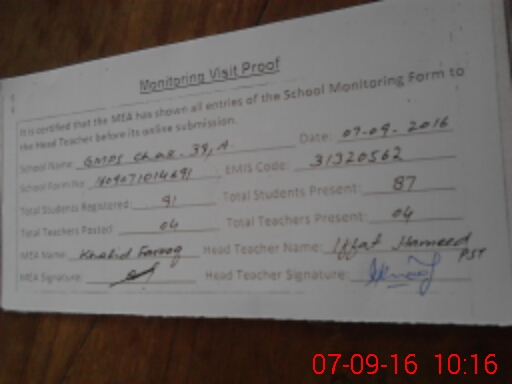 Monitoring Visit Proof
It is certified that the MEA has shown all entries of the School Monitoring Form to
the Head Teacher before its online submission.
School Name: GMPS Chak. 39, A. Date: 07-09-2016
School Form No EMIS Code: 31320562
Total Students Registered: 91 Total Students Present: 87
Total Teachers Posted: 04 Total Teachers Present: 04
MEA Name: Khalid Farooq Head Teacher Name: Iffat Hameed
PST
MEA Signature: Head Teacher Signature:
07-09-16 10:16